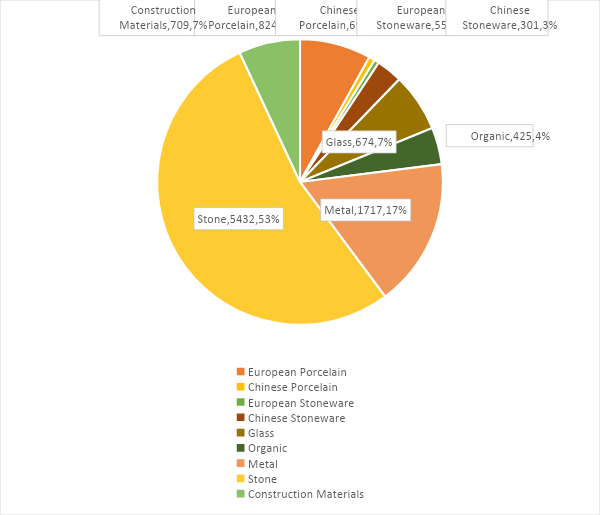 Construction
Materials,709,7%
European
Porcelain,824
Chinese
Porcelain,6
European
Stoneware,55
Chinese
Stoneware,301,3%
Organic,425,4%
Glass,674,7%
Metal,1717,17%
Stone,5432,53%
European Porcelain
Chinese Porcelain
European Stoneware
Chinese Stoneware
Glass
Organic
Metal
Stone
Construction Materials